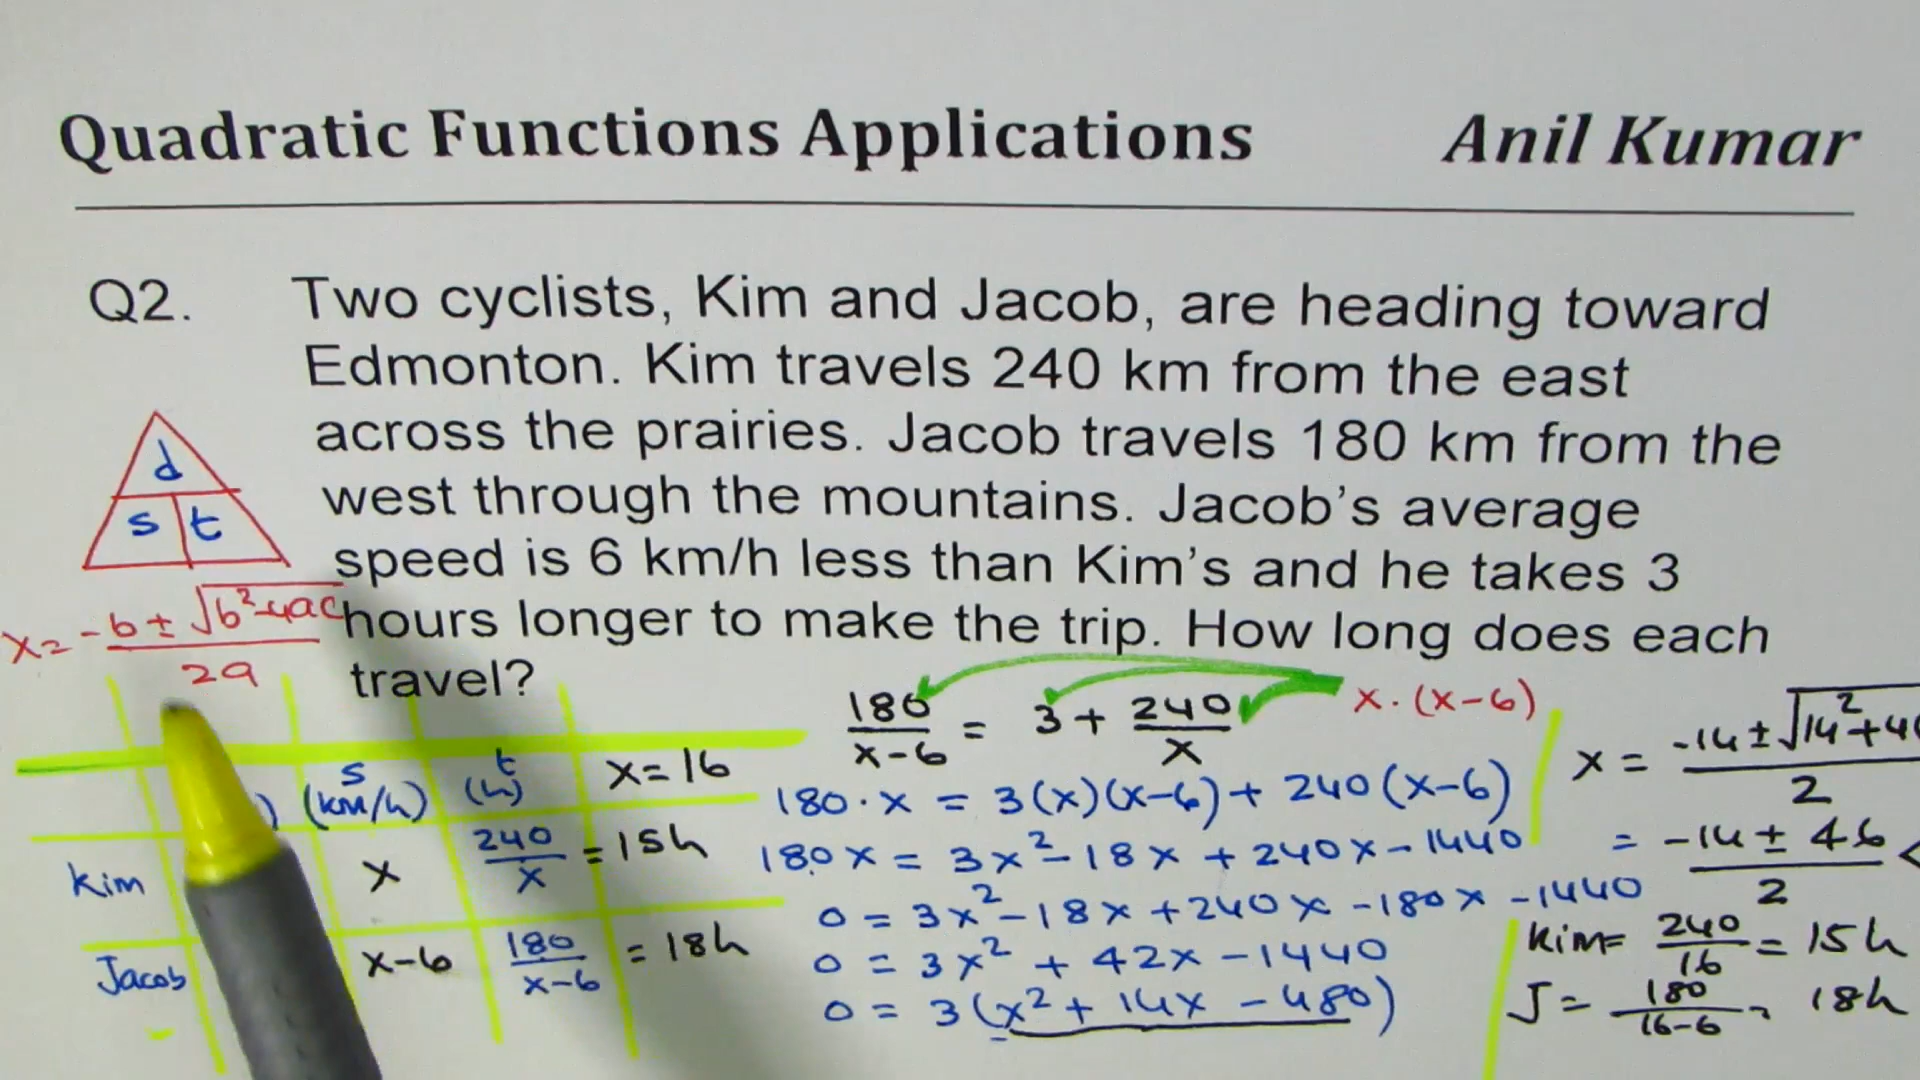 Quadratic Functions Applications Anil Kumar
Q2. Two cyclists, Kim and Jacob, are heading toward
Edmonton. Kim travels 240 km from the east
across the prairies. Jacob travels 180 km from the
west through the mountains. Jacob's average
speed is 6 km/h less than Kim's and he takes 3
hours longer to make the trip. How long does each
travel?
d
s t
x = -b ± √b²-4ac / 2a
s (km/h) t (h) x = 16
Kim x 240/x = 15h
Jacob x-6 180/x-6 = 18h
180/x-6 = 3 + 240/x x·(x-6)
180·x = 3(x)(x-6) + 240(x-6)
180x = 3x² - 18x + 240x - 1440
0 = 3x² - 18x + 240x - 180x - 1440
0 = 3x² + 42x - 1440
0 = 3(x² + 14x - 480)
x = -14 ± √14² + 4 / 2
= -14 ± 46 / 2 <
Kim = 240/16 = 15h
J = 180/16-6 = 18h